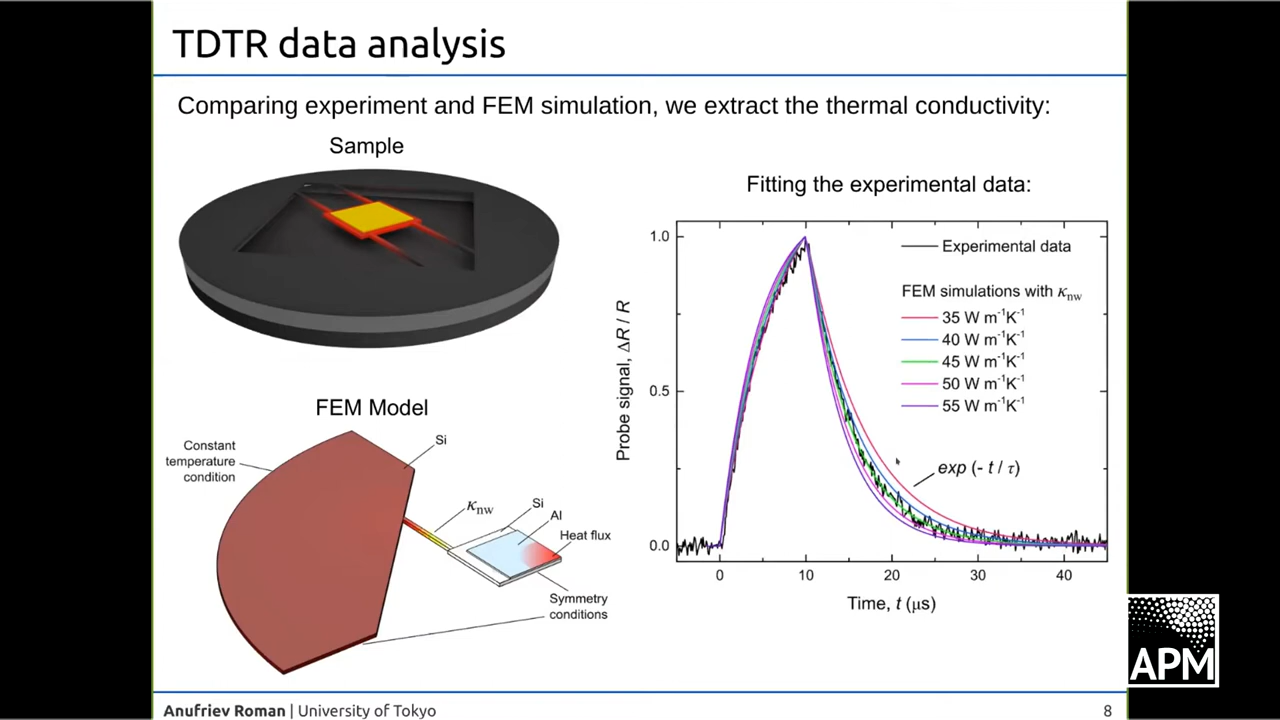 TDTR data analysis
Comparing experiment and FEM simulation, we extract the thermal conductivity:
Sample
Fitting the experimental data:
1.0
0.5
0.0
Probe signal, ΔR / R
Experimental data
FEM simulations with κnw
35 W m⁻¹K⁻¹
40 W m⁻¹K⁻¹
45 W m⁻¹K⁻¹
50 W m⁻¹K⁻¹
55 W m⁻¹K⁻¹
exp (- t / τ)
0 10 20 30 40
Time, t (μs)
FEM Model
Constant
temperature
condition
Si
κnw
Si
Al
Heat flux
Symmetry
conditions
APM
Anufriev Roman | University of Tokyo
8